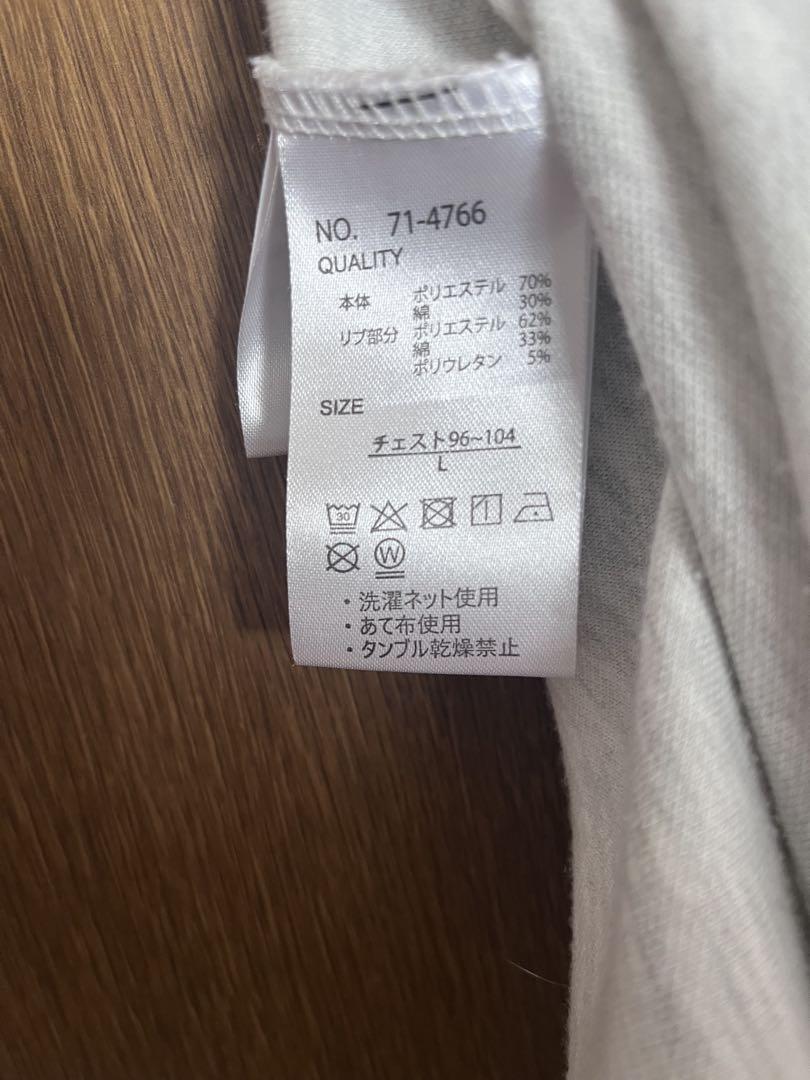 NO. 71-4766
QUALITY
本体 ポリエステル 70%
綿 30%
リブ部分 ポリエステル 62%
綿 33%
ポリウレタン 5%
SIZE
チェスト96~104
L
30
W
・洗濯ネット使用
・あて布使用
・タンブル乾燥禁止